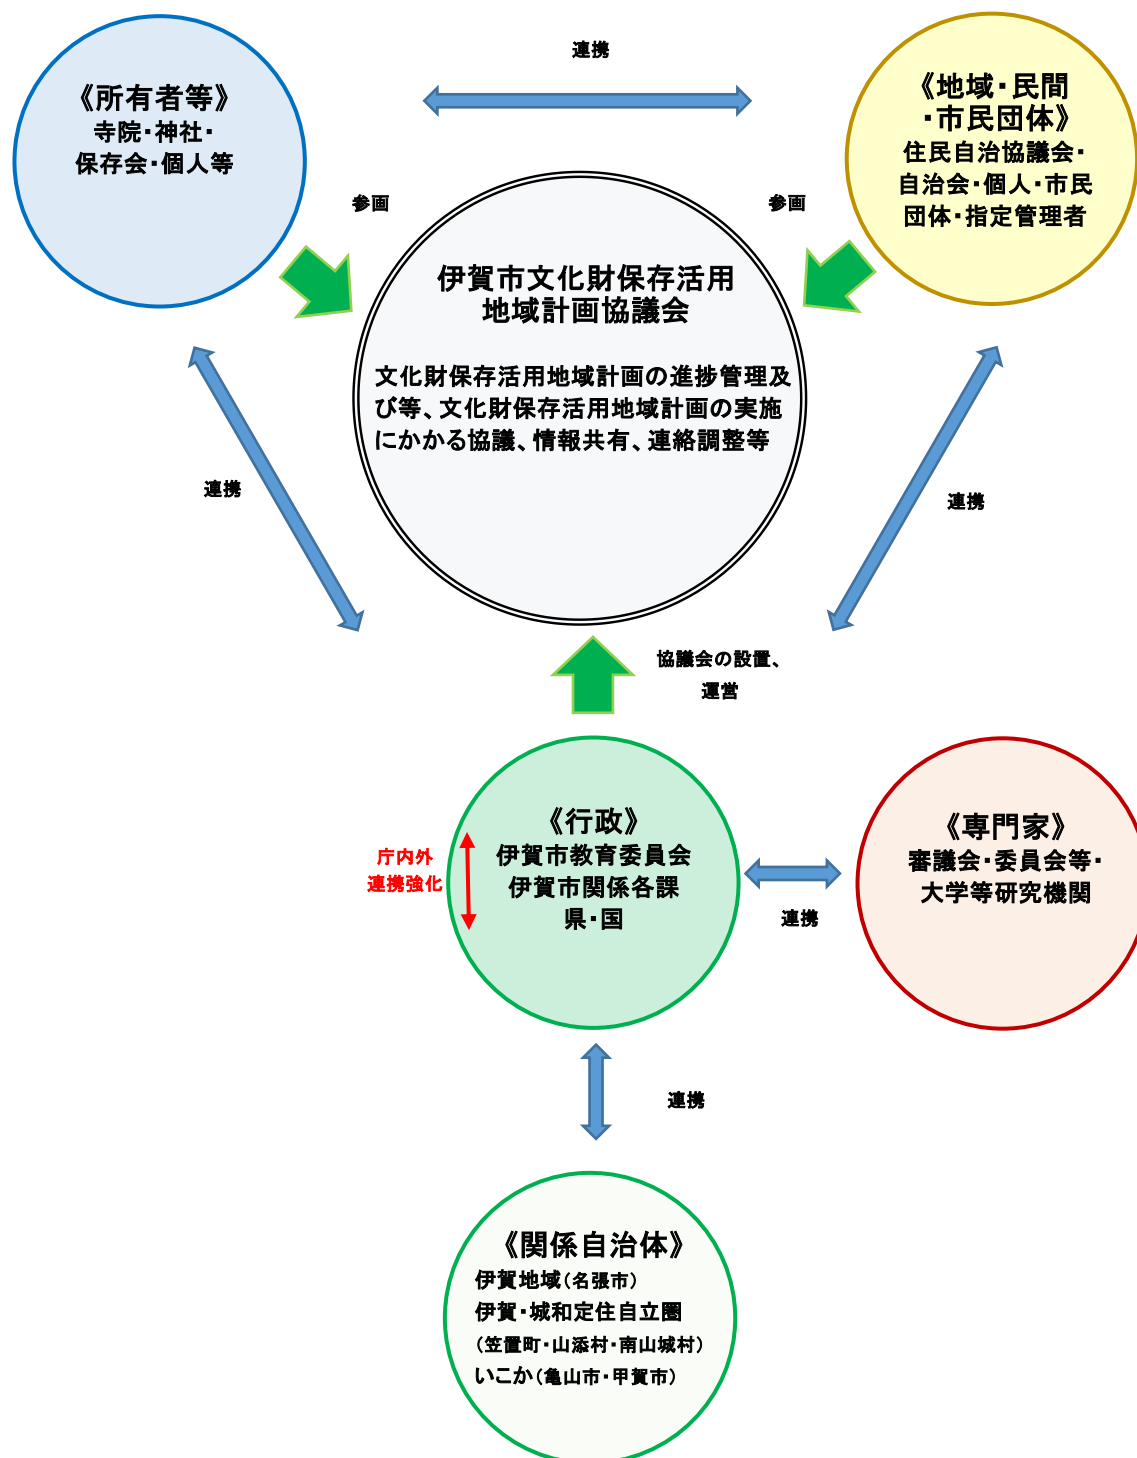 連携
《所有者等》
寺院・神社・
保存会・個人等
《地域・民間
・市民団体》
住民自治協議会・
自治会・個人・市民
団体・指定管理者
参画
参画
伊賀市文化財保存活用
地域計画協議会
文化財保存活用地域計画の進捗管理及
び等、文化財保存活用地域計画の実施
にかかる協議、情報共有、連絡調整等
連携
連携
協議会の設置、
運営
《行政》
伊賀市教育委員会
伊賀市関係各課
県・国
庁内外
連携強化
連携
《専門家》
審議会・委員会等・
大学等研究機関
連携
《関係自治体》
伊賀地域（名張市）
伊賀・城和定住自立圏
（笠置町・山添村・南山城村）
いこか（亀山市・甲賀市）